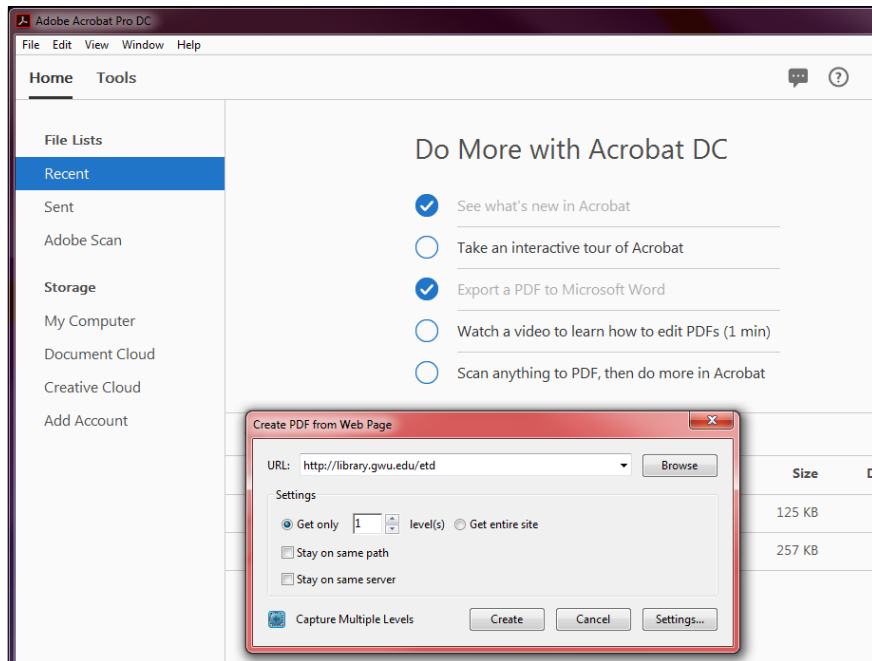 Adobe Acrobat Pro DC
File Edit View Window Help
Home Tools
File Lists
Recent
Sent
Adobe Scan
Storage
My Computer
Document Cloud
Creative Cloud
Add Account
Do More with Acrobat DC
See what's new in Acrobat
Take an interactive tour of Acrobat
Export a PDF to Microsoft Word
Watch a video to learn how to edit PDFs (1 min)
Scan anything to PDF, then do more in Acrobat
Size D
125 KB
257 KB
Create PDF from Web Page
URL: http://library.gwu.edu/etd Browse
Settings
Get only 1 level(s) Get entire site
Stay on same path
Stay on same server
Capture Multiple Levels Create Cancel Settings...